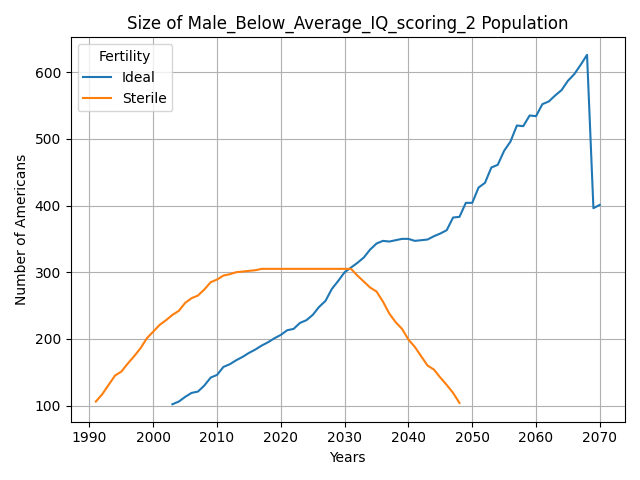 Size of Male_Below_Average_IQ_scoring_2 Population
Fertility
Ideal
Sterile
Number of Americans
600
500
400
300
200
100
1990 2000 2010 2020 2030 2040 2050 2060 2070
Years